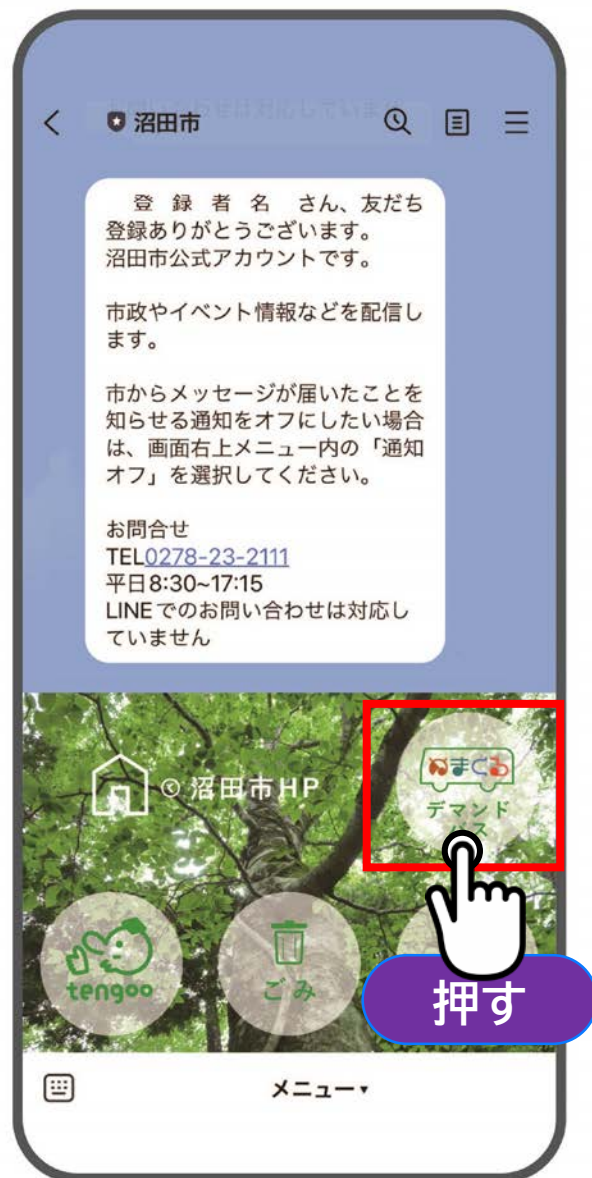 沼田市
登録者名 さん、友だち
登録ありがとうございます。
沼田市公式アカウントです。
市政やイベント情報などを配信し
ます。
市からメッセージが届いたことを
知らせる通知をオフにしたい場合
は、画面右上メニュー内の「通知
オフ」を選択してください。
お問合せ
TEL0278-23-2111
平日8:30~17:15
LINEでのお問い合わせは対応し
ていません
沼田市HP
ぬまくる
デマンド
ス
tengoo
ごみ
押す
メニュー▾